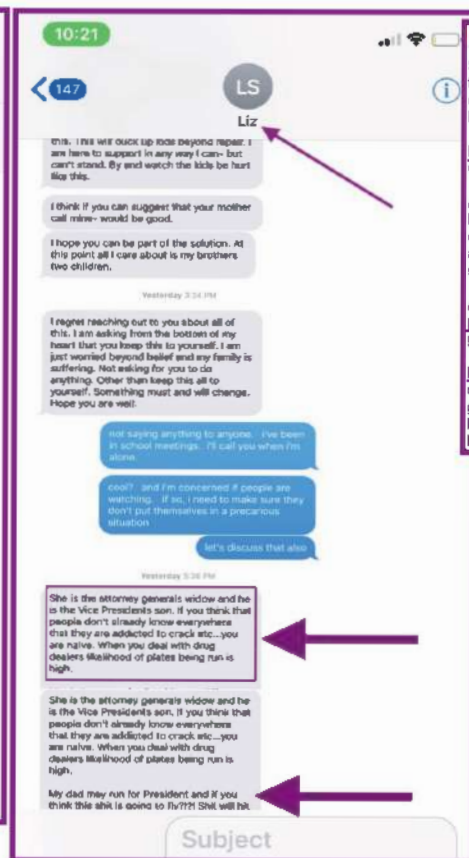 10:21
147
LS
Liz
this. This will ouck up kids beyond repair. I
am here to support in any way I can- but
can't stand. By end watch the kids be hurt
like this.
I think if you can suggest that your mother
call mine- would be good.
I hope you can be part of the solution. At
this point all I care about is my brothers
two children.
Yesterday 3:34 PM
I regret reaching out to you about all of
this. I am asking from the bottom of my
heart that you keep this to yourself. I am
just worried beyond belief and my family is
suffering. Not asking for you to do
anything. Other than keep this all to
yourself. Something must and will change.
Hope you are well.
not saying anything to anyone. i've been
in school meetings. i'll call you when i'm
alone.
cool? and i'm concerned if people are
watching. if so, i need to make sure they
don't put themselves in a precarious
situation
let's discuss that also
Yesterday 3:36 PM
She is the attorney generals widow and he
is the Vice Presidents son. If you think that
people don't already know everywhere
that they are addicted to crack etc...you
are naive. When you deal with drug
dealers likelihood of plates being run is
high.
She is the attorney generals widow and he
is the Vice Presidents son. If you think that
people don't already know everywhere
that they are addicted to crack etc...you
are naive. When you deal with drug
dealers likelihood of plates being run is
high.
My dad may run for President and if you
think this shit is going to fly?!?! Shit will hit
Subject